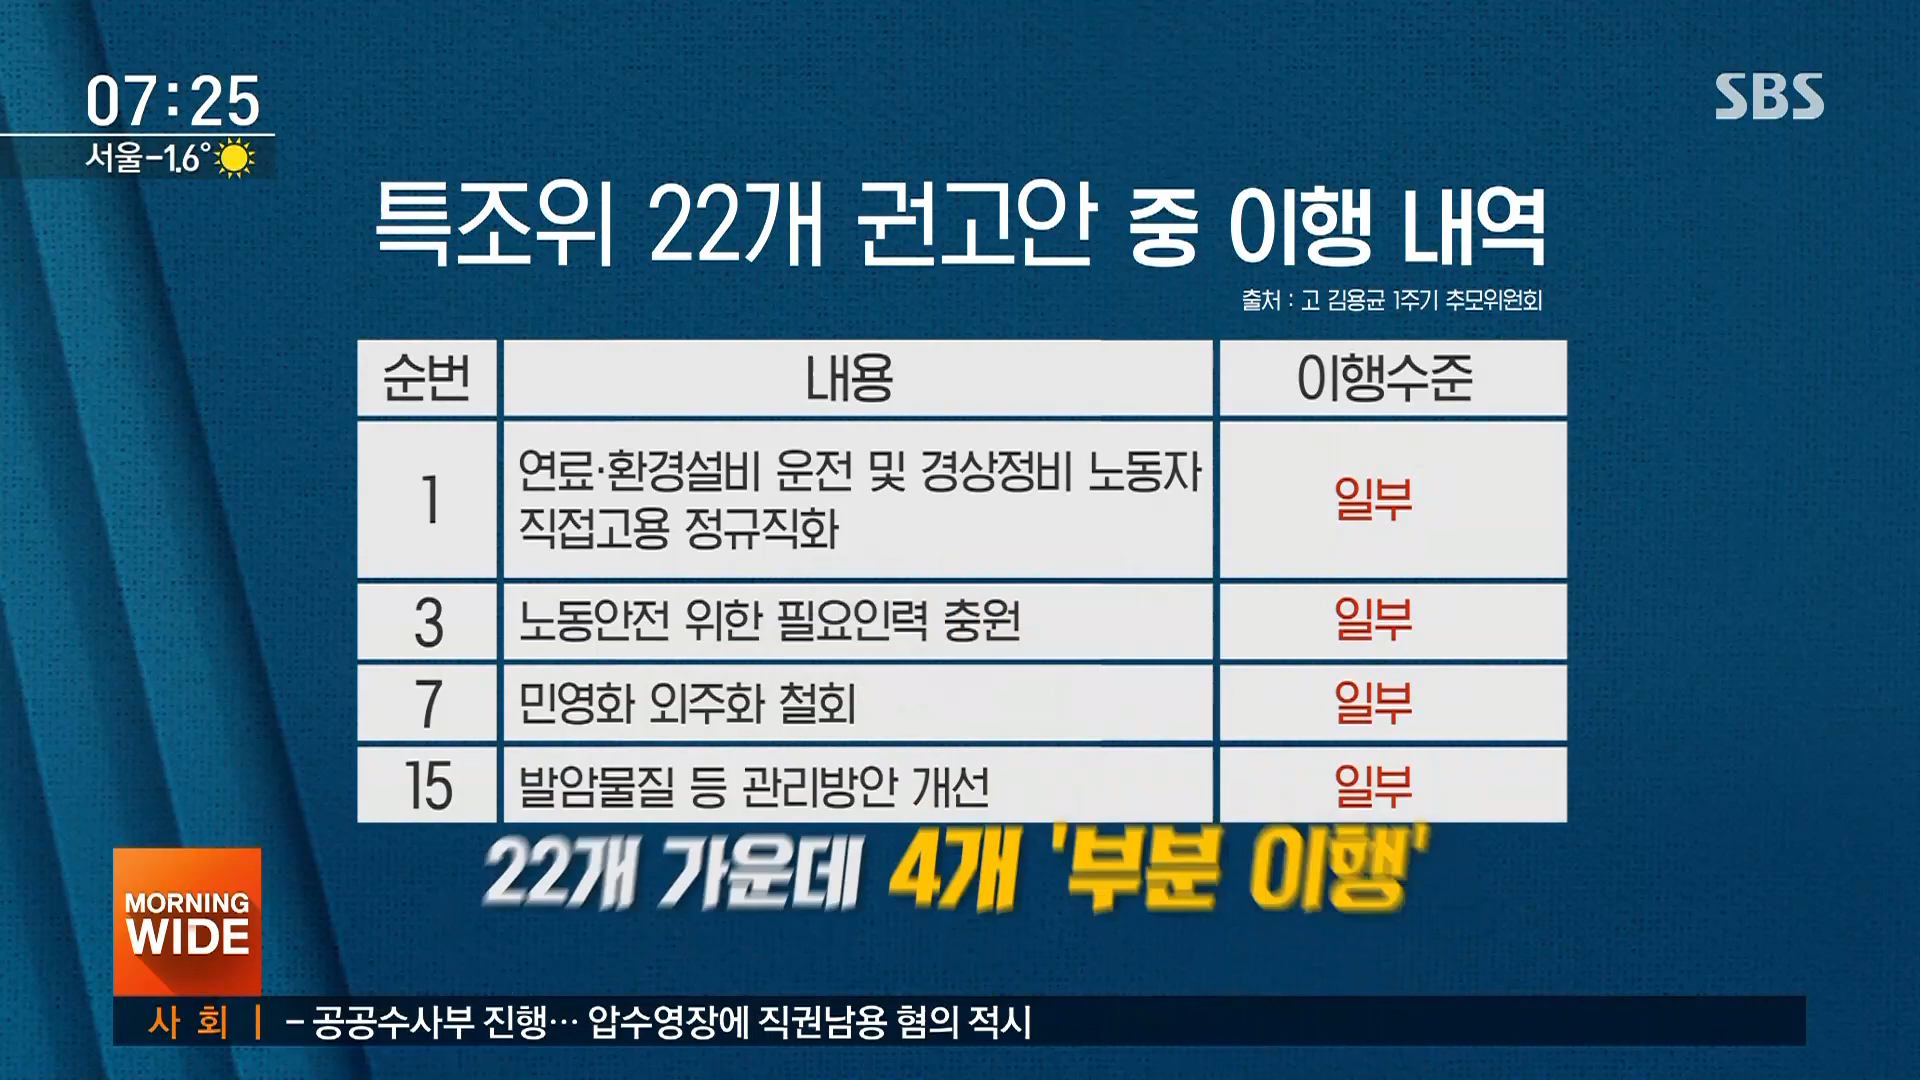 07:25
서울-1.6°
SBS
특조위 22개 권고안 중 이행 내역
출처 : 고 김용균 1주기 추모위원회
순번 내용 이행수준
1 연료·환경설비 운전 및 경상정비 노동자 직접고용 정규직화 일부
3 노동안전 위한 필요인력 충원 일부
7 민영화 외주화 철회 일부
15 발암물질 등 관리방안 개선 일부
22개 가운데 4개 '부분 이행'
MORNING
WIDE
사 회 | - 공공수사부 진행… 압수영장에 직권남용 혐의 적시